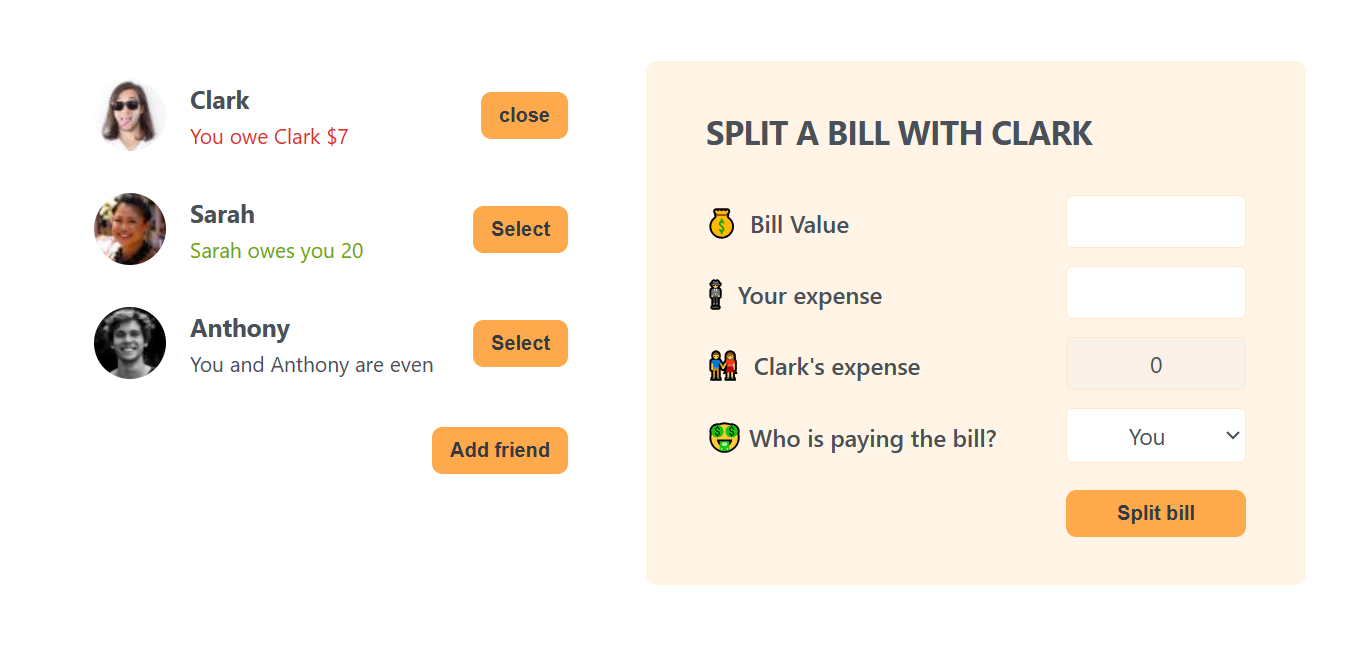 Clark
You owe Clark $7
close
Sarah
Sarah owes you 20
Select
Anthony
You and Anthony are even
Select
Add friend
SPLIT A BILL WITH CLARK
💰 Bill Value
🕴 Your expense
👫 Clark's expense
0
🤑 Who is paying the bill?
You
Split bill